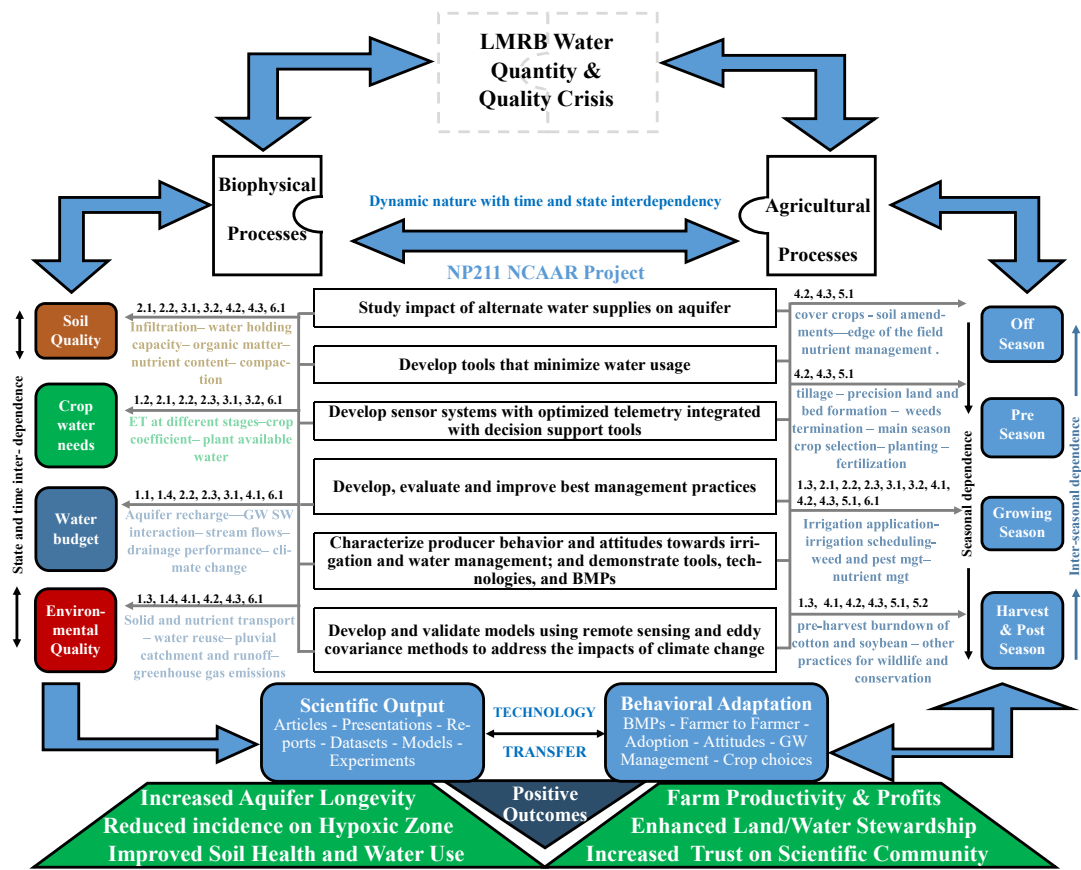 LMRB Water
Quantity &
Quality Crisis
Biophysical
Processes
Dynamic nature with time and state interdependency
Agricultural
Processes
NP211 NCAAR Project
State and time inter- dependence
Soil
Quality
2.1, 2.2, 3.1, 3.2, 4.2, 4.3, 6.1
Infiltration– water holding
capacity– organic matter–
nutrient content– compac-
tion
Crop
water
needs
1.2, 2.1, 2.2, 2.3, 3.1, 3.2, 6.1
ET at different stages–crop
coefficient– plant available
water
Water
budget
1.1, 1.4, 2.2, 2.3, 3.1, 4.1, 6.1
Aquifer recharge—GW SW
interaction– stream flows–
drainage performance– cli-
mate change
Environ-
mental
Quality
1.3, 1.4, 4.1, 4.2, 4.3, 6.1
Solid and nutrient transport
– water reuse– pluvial
catchment and runoff–
greenhouse gas emissions
Study impact of alternate water supplies on aquifer
Develop tools that minimize water usage
Develop sensor systems with optimized telemetry integrated
with decision support tools
Develop, evaluate and improve best management practices
Characterize producer behavior and attitudes towards irri-
gation and water management; and demonstrate tools, tech-
nologies, and BMPs
Develop and validate models using remote sensing and eddy
covariance methods to address the impacts of climate change
4.2, 4.3, 5.1
cover crops - soil amend-
ments—edge of the field
nutrient management .
Off
Season
4.2, 4.3, 5.1
tillage – precision land and
bed formation – weeds
termination – main season
crop selection– planting –
fertilization
Pre
Season
1.3, 2.1, 2.2, 2.3, 3.1, 3.2, 4.1,
4.2, 4.3, 5.1, 6.1
Irrigation application-
irrigation scheduling-
weed and pest mgt–
nutrient mgt
Growing
Season
1.3, 4.1, 4.2, 4.3, 5.1, 5.2
pre-harvest burndown of
cotton and soybean – other
practices for wildlife and
conservation
Harvest
& Post
Season
Seasonal dependence
Inter-seasonal dependence
Scientific Output
Articles - Presentations - Re-
ports - Datasets - Models -
Experiments
TECHNOLOGY
TRANSFER
Behavioral Adaptation
BMPs - Farmer to Farmer -
Adoption - Attitudes - GW
Management - Crop choices
Positive
Outcomes
Increased Aquifer Longevity
Reduced incidence on Hypoxic Zone
Improved Soil Health and Water Use
Farm Productivity & Profits
Enhanced Land/Water Stewardship
Increased Trust on Scientific Community